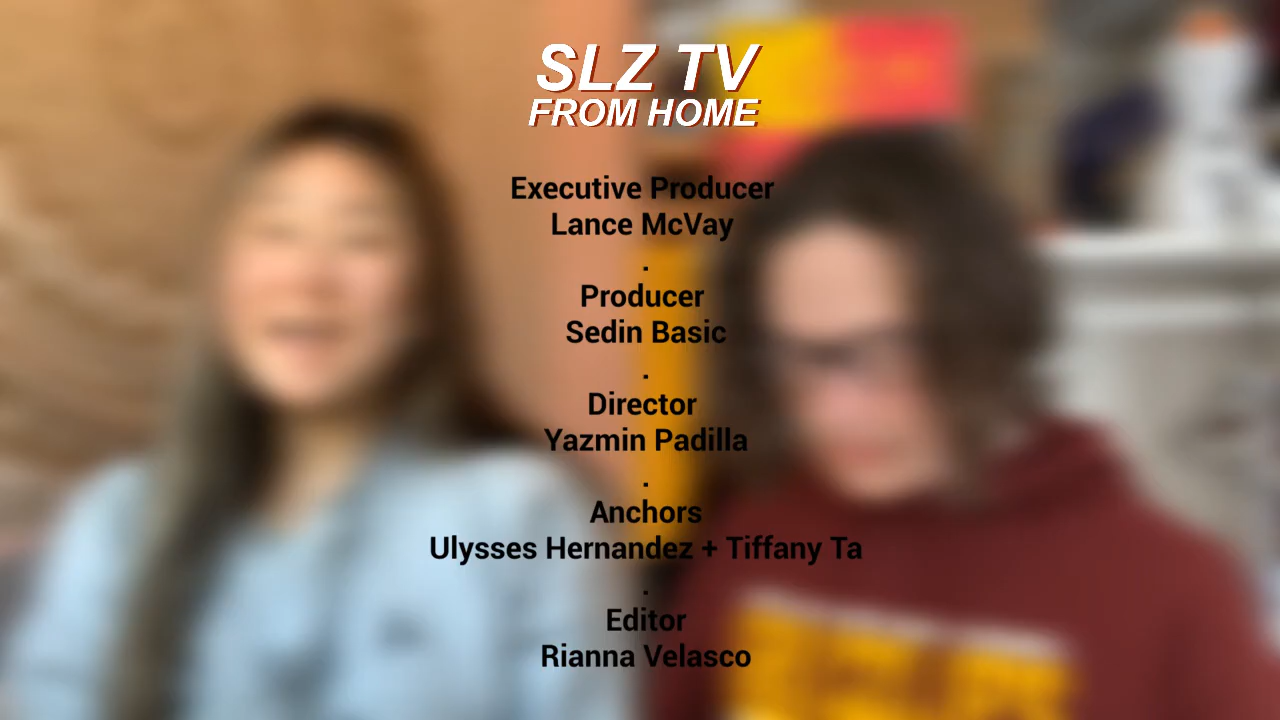 SLZ TV
FROM HOME
Executive Producer
Lance McVay
.
Producer
Sedin Basic
.
Director
Yazmin Padilla
.
Anchors
Ulysses Hernandez + Tiffany Ta
.
Editor
Rianna Velasco